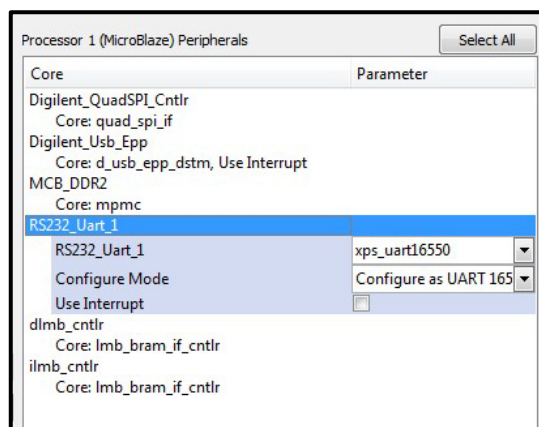 Processor 1 (MicroBlaze) Peripherals Select All
Core Parameter
Digilent_QuadSPI_Cntlr
Core: quad_spi_if
Digilent_Usb_Epp
Core: d_usb_epp_dstm, Use Interrupt
MCB_DDR2
Core: mpmc
RS232_Uart_1
RS232_Uart_1 xps_uart16550
Configure Mode Configure as UART 165
Use Interrupt
dlmb_cntlr
Core: lmb_bram_if_cntlr
ilmb_cntlr
Core: lmb_bram_if_cntlr